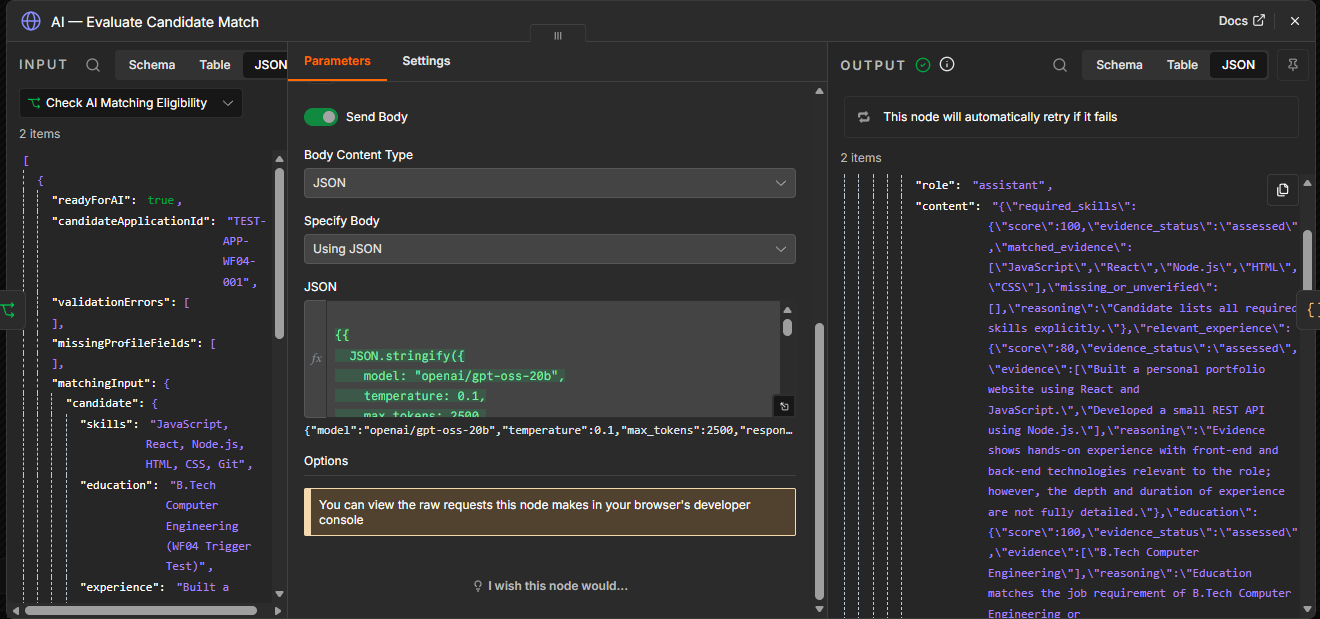 AI — Evaluate Candidate Match
Docs
INPUT
Schema
Table
JSON
Check AI Matching Eligibility
2 items
[
{
"readyForAI": true,
"candidateApplicationId": "TEST-
APP-
WF04-
001",
"validationErrors": [
],
"missingProfileFields": [
],
"matchingInput": {
"candidate": {
"skills": "JavaScript,
React, Node.js,
HTML, CSS, Git",
"education": "B.Tech
Computer
Engineering
(WF04 Trigger
Test)",
"experience": "Built a
Parameters
Settings
Send Body
Body Content Type
JSON
Specify Body
Using JSON
JSON
fx
{{
JSON.stringify({
model: "openai/gpt-oss-20b",
temperature: 0.1,
max_tokens: 2500,
{"model":"openai/gpt-oss-20b","temperature":0.1,"max_tokens":2500,"respon…
Options
You can view the raw requests this node makes in your browser's developer
console
I wish this node would...
OUTPUT
Schema
Table
JSON
This node will automatically retry if it fails
2 items
"role": "assistant",
"content": "{\"required_skills\":
{\"score\":100,\"evidence_status\":\"assessed\"
,\"matched_evidence\":
[\"JavaScript\",\"React\",\"Node.js\",\"HTML\",
\"CSS\"],\"missing_or_unverified\":
[],\"reasoning\":\"Candidate lists all required
skills explicitly.\"},\"relevant_experience\":
{\"score\":80,\"evidence_status\":\"assessed\",
\"evidence\":[\"Built a personal portfolio
website using React and
JavaScript.\",\"Developed a small REST API
using Node.js.\"],\"reasoning\":\"Evidence
shows hands-on experience with front-end and
back-end technologies relevant to the role;
however, the depth and duration of experience
are not fully detailed.\"},\"education\":
{\"score\":100,\"evidence_status\":\"assessed\"
,\"evidence\":[\"B.Tech Computer
Engineering\"],\"reasoning\":\"Education
matches the job requirement of B.Tech Computer
Engineering or